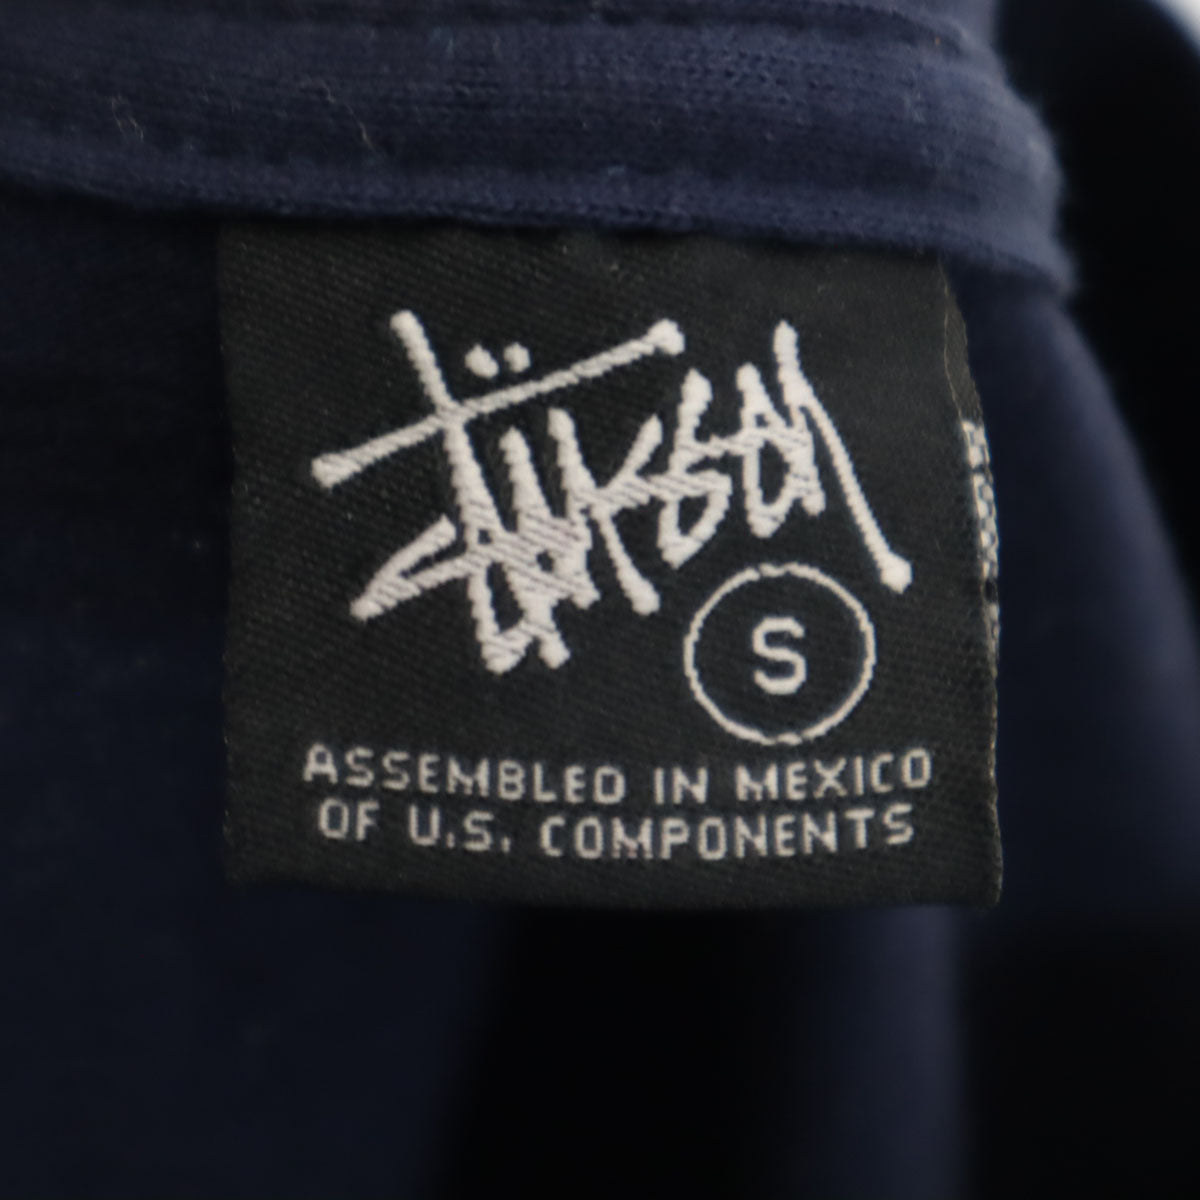 Stüssy
S
ASSEMBLED IN MEXICO
OF U.S. COMPONENTS